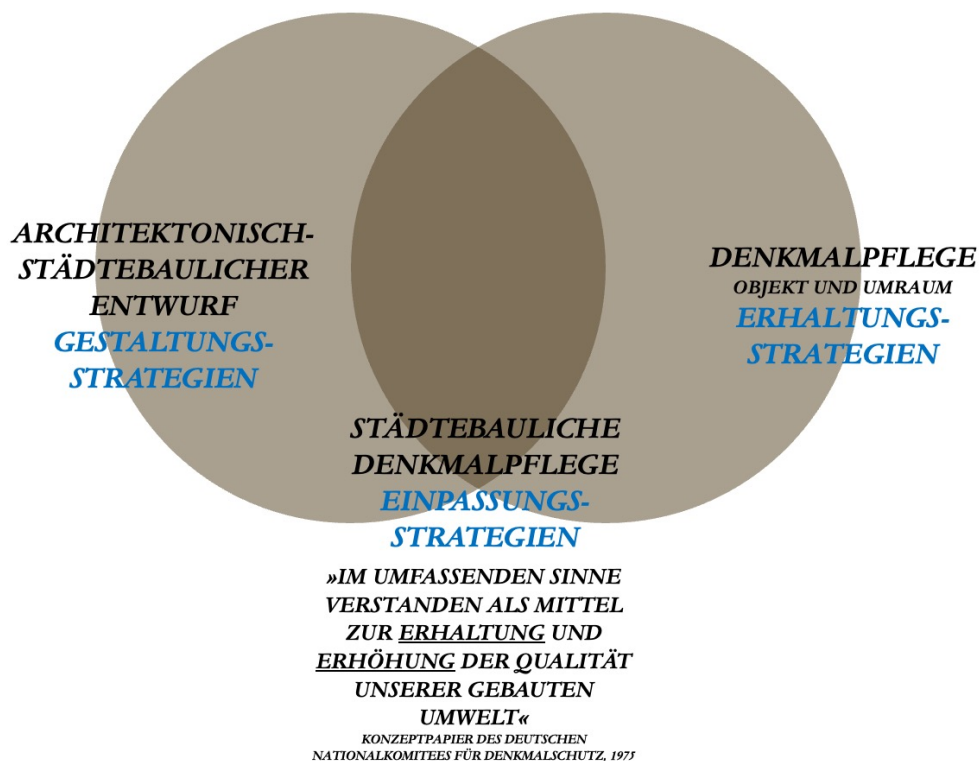 ARCHITEKTONISCH-
STÄDTEBAULICHER
ENTWURF
GESTALTUNGS-
STRATEGIEN
DENKMALPFLEGE
OBJEKT UND UMRAUM
ERHALTUNGS-
STRATEGIEN
STÄDTEBAULICHE
DENKMALPFLEGE
EINPASSUNGS-
STRATEGIEN
»IM UMFASSENDEN SINNE
VERSTANDEN ALS MITTEL
ZUR ERHALTUNG UND
ERHÖHUNG DER QUALITÄT
UNSERER GEBAUTEN
UMWELT«
KONZEPTPAPIER DES DEUTSCHEN
NATIONALKOMITEES FÜR DENKMALSCHUTZ, 1975